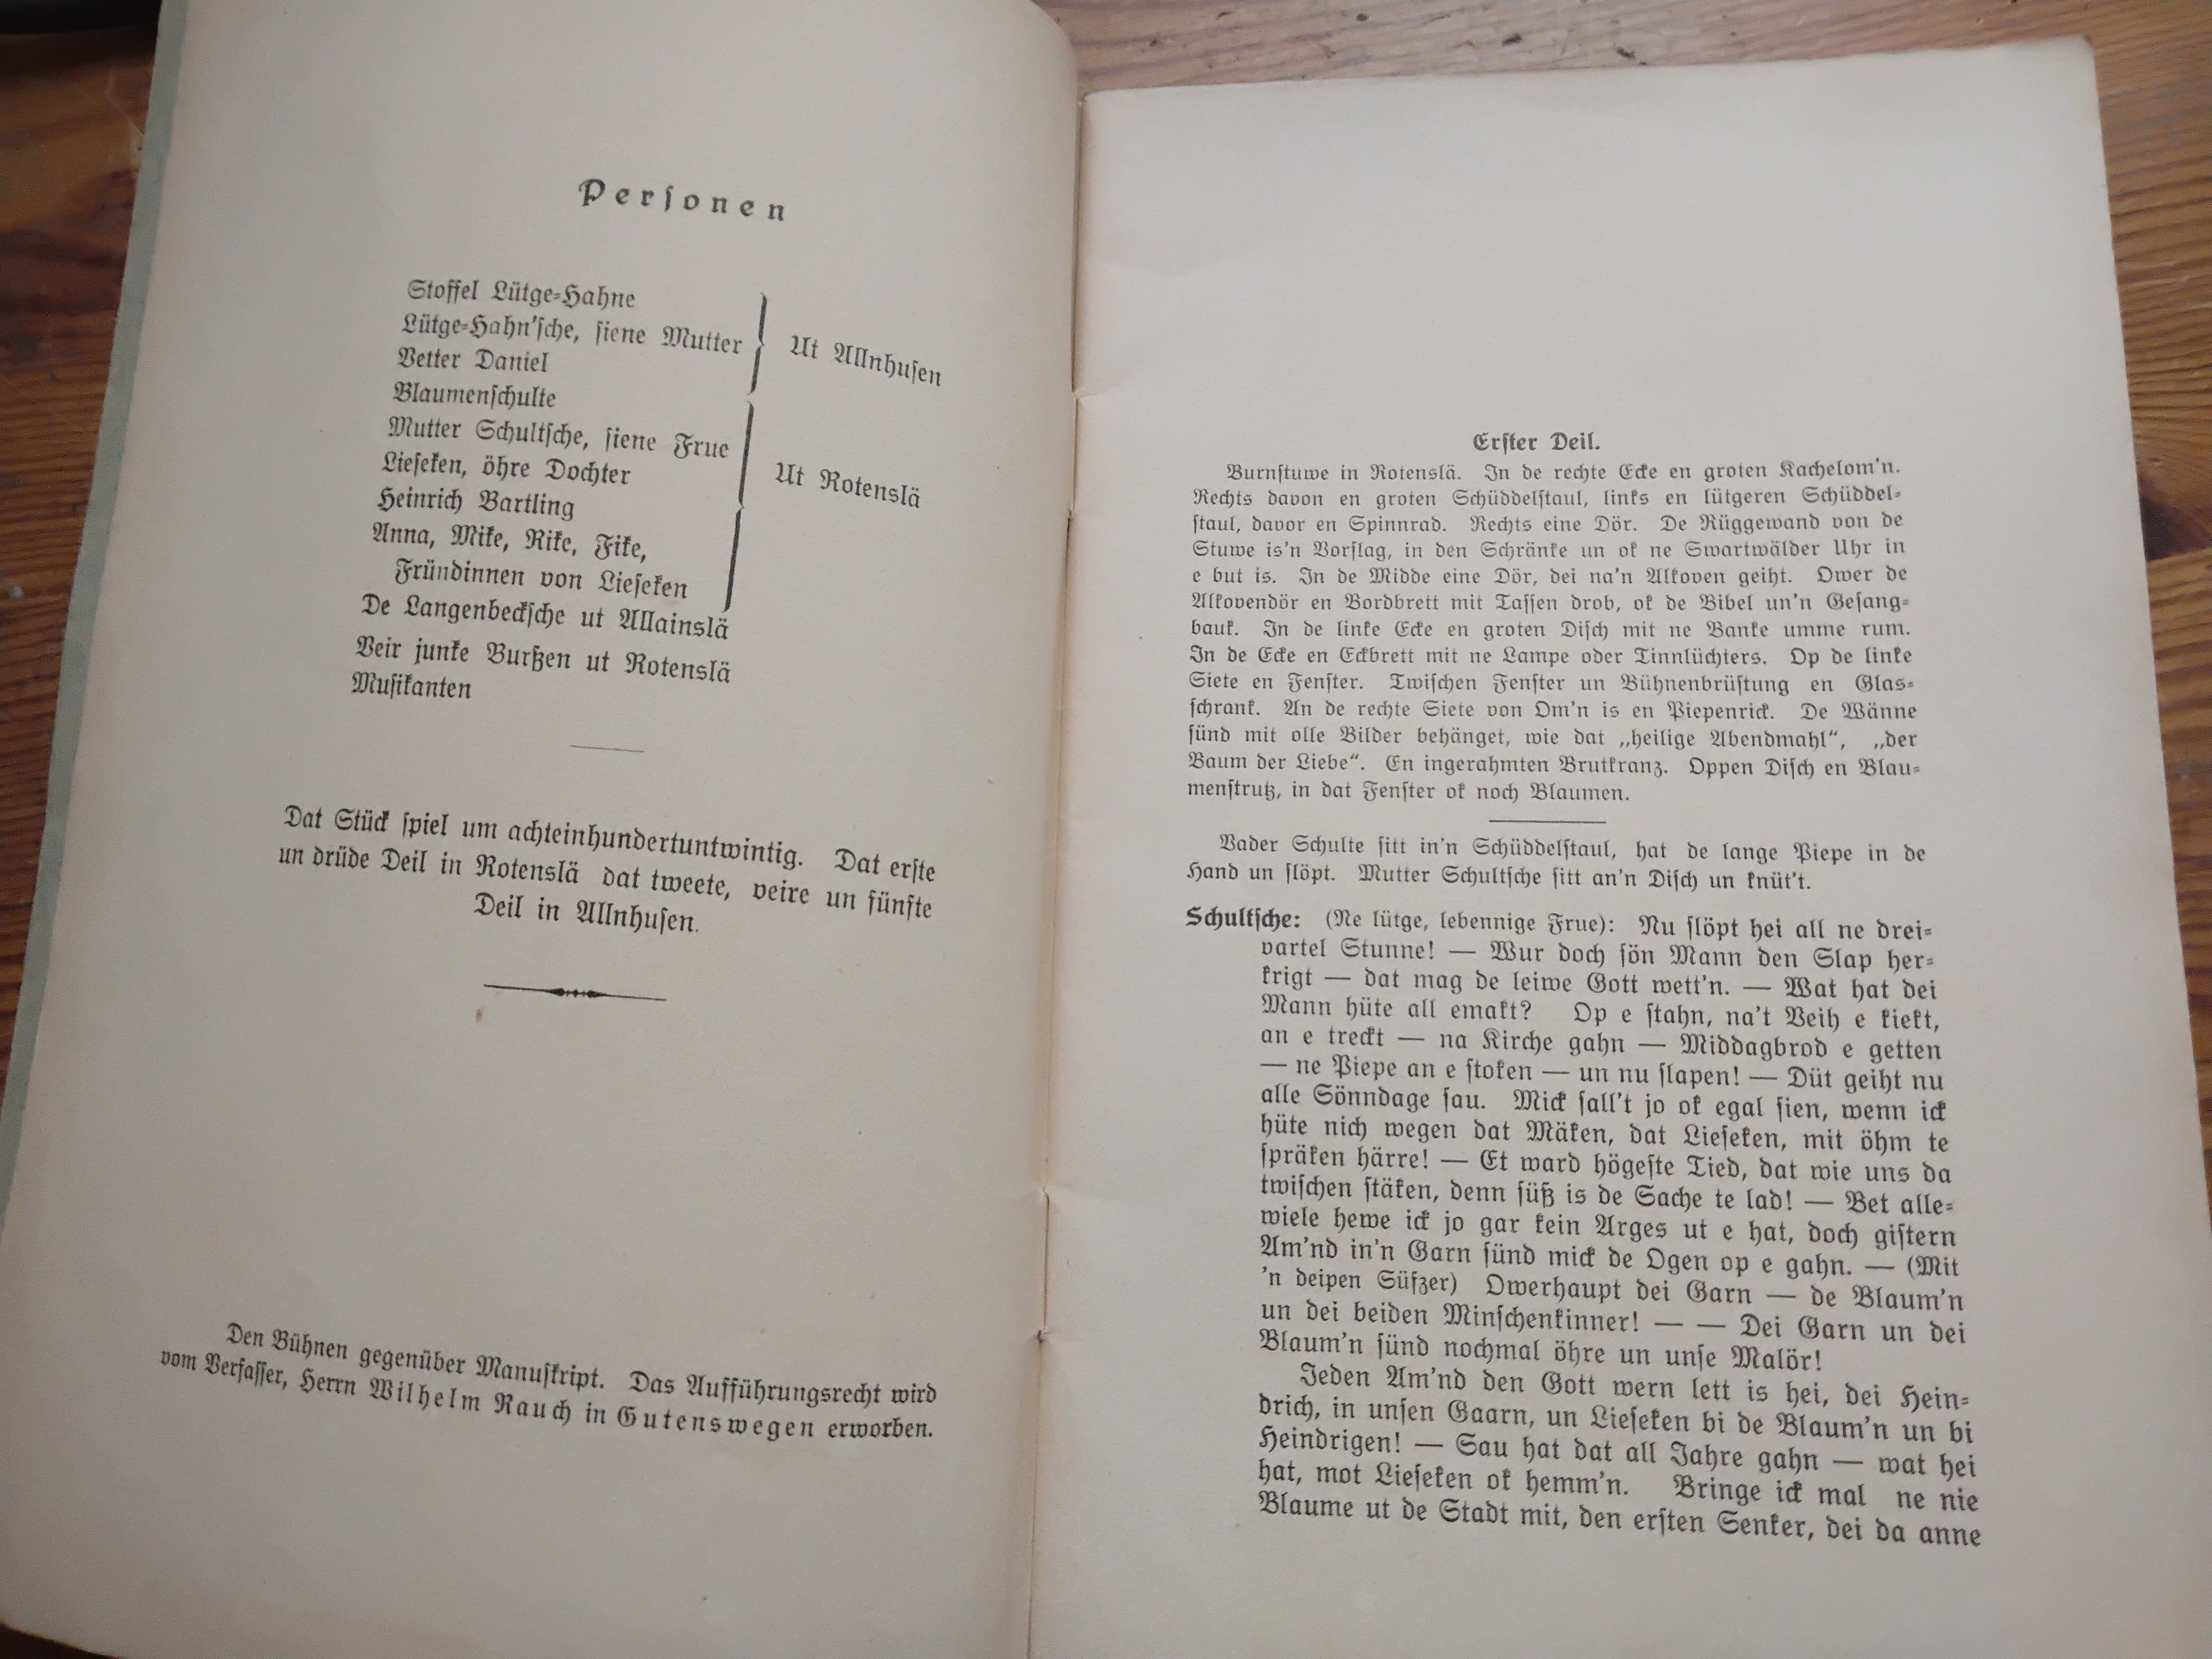 Personen
Stoffel Lütge-Hahne
Lütge-Hahn'sche, siene Mutter
Vetter Daniel
Ut Allnhusen
Blaumenschulte
Mutter Schultsche, siene Frue
Lieseken, öhre Dochter
Heinrich Bartling
Anna, Mike, Rike, Fike,
Fründinnen von Lieseken
Ut Rotenslä
De Langenbecksche ut Allainslä
Veir junke Burßen ut Rotenslä
Musikanten
Dat Stück spiel um achteinhundertuntwintig. Dat erste
un drüde Deil in Rotenslä dat tweete, veire un fünfte
Deil in Allnhusen.
Den Bühnen gegenüber Manuskript. Das Aufführungsrecht wird
vom Verfasser, Herrn Wilhelm Rauch in Gutenswegen erworben.
Erster Deil.
Burnstuwe in Rotenslä. In de rechte Ecke en groten Kachelom'n.
Rechts davon en groten Schüddelstaul, links en lütgeren Schüddel-
staul, davor en Spinnrad. Rechts eine Dör. De Rüggewand von de
Stuwe is'n Vorslag, in den Schränke un ok ne Swartwälder Uhr in
e but is. In de Midde eine Dör, dei na'n Alkoven geiht. Ower de
Alkovendör en Bordbrett mit Tassen drob, ok de Bibel un'n Gesang-
bauk. In de linke Ecke en groten Disch mit ne Banke umme rum.
In de Ecke en Eckbrett mit ne Lampe oder Tinnlüchters. Op de linke
Siete en Fenster. Twischen Fenster un Bühnenbrüstung en Glas-
schrank. An de rechte Siete von Om'n is en Piepenrick. De Wänne
sünd mit olle Bilder behänget, wie dat „heilige Abendmahl“, „der
Baum der Liebe“. En ingerahmten Brutkranz. Oppen Disch en Blau-
menstrutz, in dat Fenster ok noch Blaumen.
Vader Schulte sitt in'n Schüddelstaul, hat de lange Piepe in de
Hand un slöpt. Mutter Schultsche sitt an'n Disch un knüt't.
Schultsche: (Ne lütge, lebennige Frue): Nu slöpt hei all ne drei-
vartel Stunne! — Wur doch sön Mann den Slap her-
krigt — dat mag de leiwe Gott wett'n. — Wat hat dei
Mann hüte all emakt? Op e stahn, na't Veih e kiekt,
an e treckt — na Kirche gahn — Middagbrod e getten
— ne Piepe an e stoken — un nu slapen! — Düt geiht nu
alle Sönndage sau. Mick sall't jo ok egal sien, wenn ick
hüte nich wegen dat Mäken, dat Lieseken, mit öhm te
spräken härre! — Et ward högeste Tied, dat wie uns da
twischen stäken, denn süß is de Sache te lad! — Bet alle-
wiele hewe ick jo gar kein Arges ut e hat, doch gistern
Am'nd in'n Garn sünd mick de Ogen op e gahn. — (Mit
'n deipen Süfzer) Owerhaupt dei Garn — de Blaum'n
un dei beiden Minschenkinner! — — Dei Garn un dei
Blaum'n sünd nochmal öhre un unse Malör!
Jeden Am'nd den Gott wern lett is hei, dei Hein-
drich, in unsen Gaarn, un Lieseken bi de Blaum'n un bi
Heindrigen! — Sau hat dat all Jahre gahn — wat hei
hat, mot Lieseken ok hemm'n. Bringe ick mal ne nie
Blaume ut de Stadt mit, den ersten Senker, dei da anne